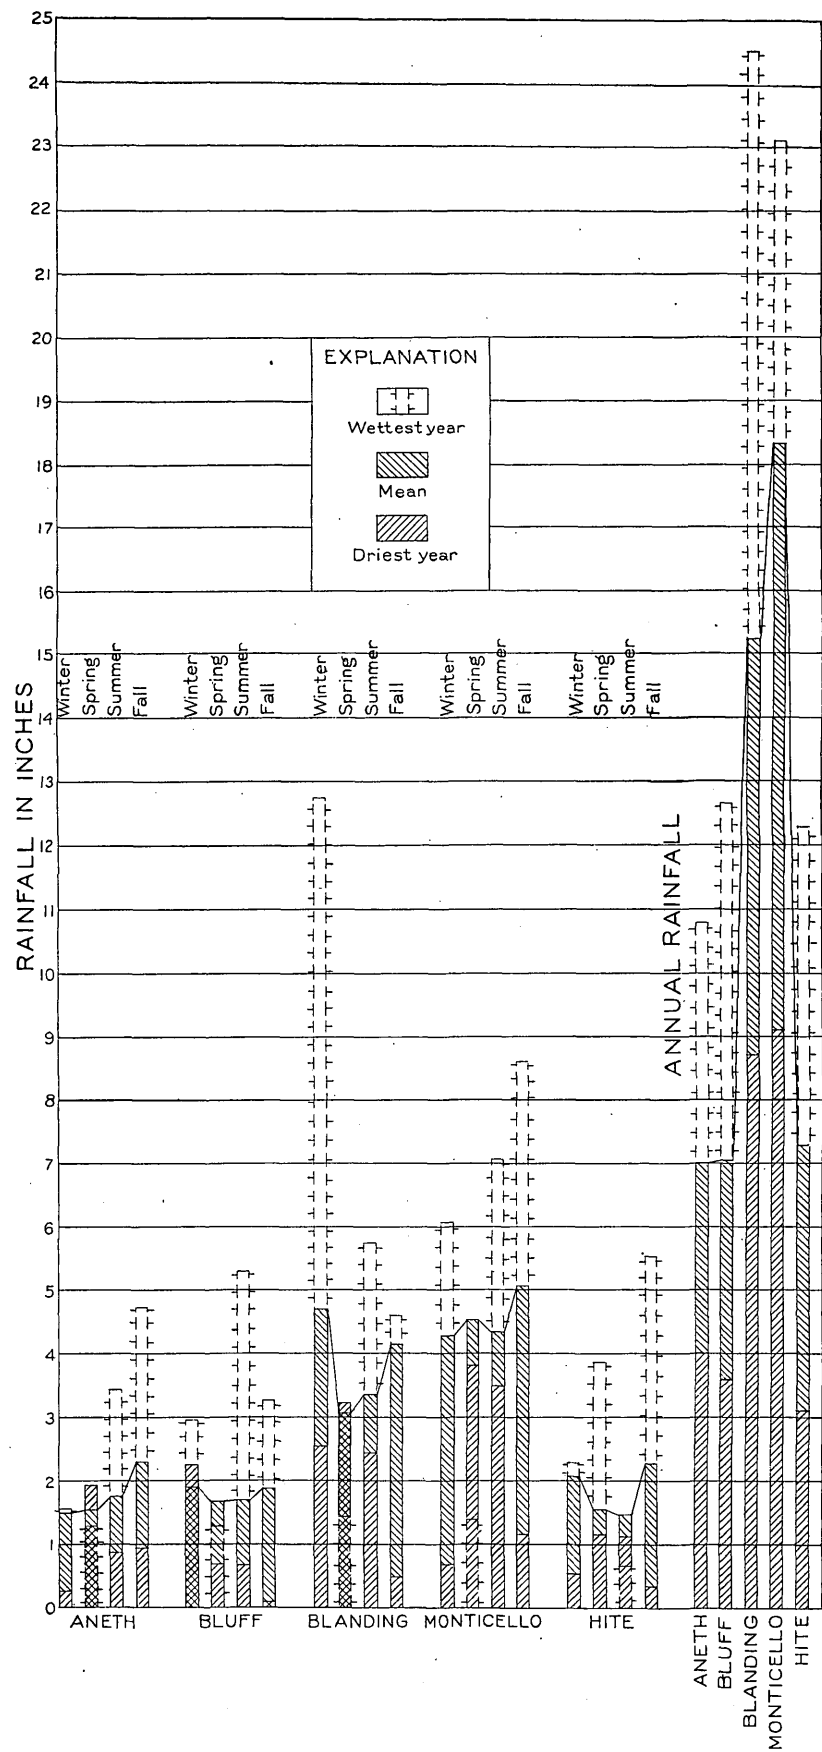 25
24
23
22
21
20
19
18
17
16
15
14
13
12
11
10
9
8
7
6
5
4
3
2
1
0
RAINFALL IN INCHES
EXPLANATION
Wettest year
Mean
Driest year
Winter
Spring
Summer
Fall
Winter
Spring
Summer
Fall
Winter
Spring
Summer
Fall
Winter
Spring
Summer
Fall
Winter
Spring
Summer
Fall
ANNUAL RAINFALL
ANETH
BLUFF
BLANDING
MONTICELLO
HITE
ANETH
BLUFF
BLANDING
MONTICELLO
HITE